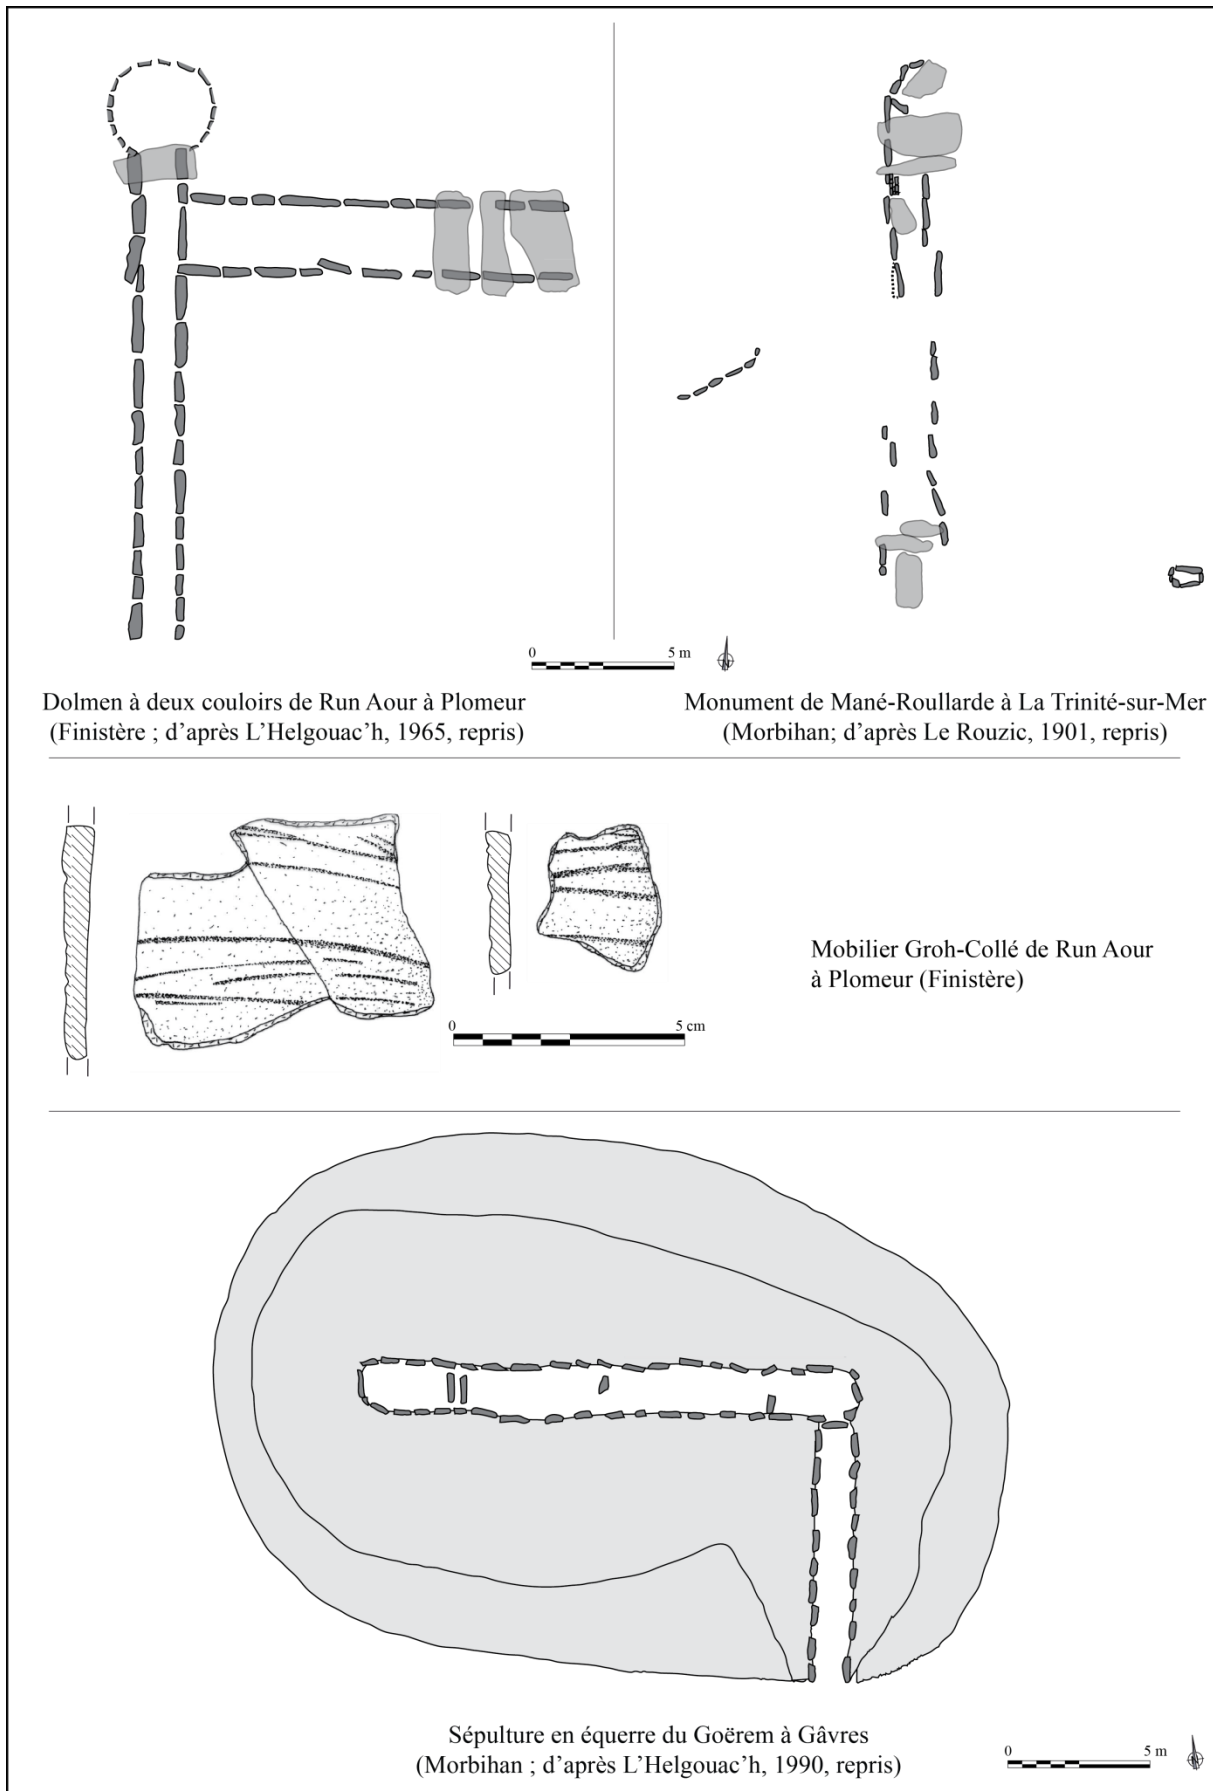 0 5 m
N
Dolmen à deux couloirs de Run Aour à Plomeur
(Finistère ; d'après L'Helgouac'h, 1965, repris)
Monument de Mané-Roullarde à La Trinité-sur-Mer
(Morbihan; d'après Le Rouzic, 1901, repris)
Mobilier Groh-Collé de Run Aour
à Plomeur (Finistère)
0 5 cm
Sépulture en équerre du Goërem à Gâvres
(Morbihan ; d'après L'Helgouac'h, 1990, repris)
0 5 m
N